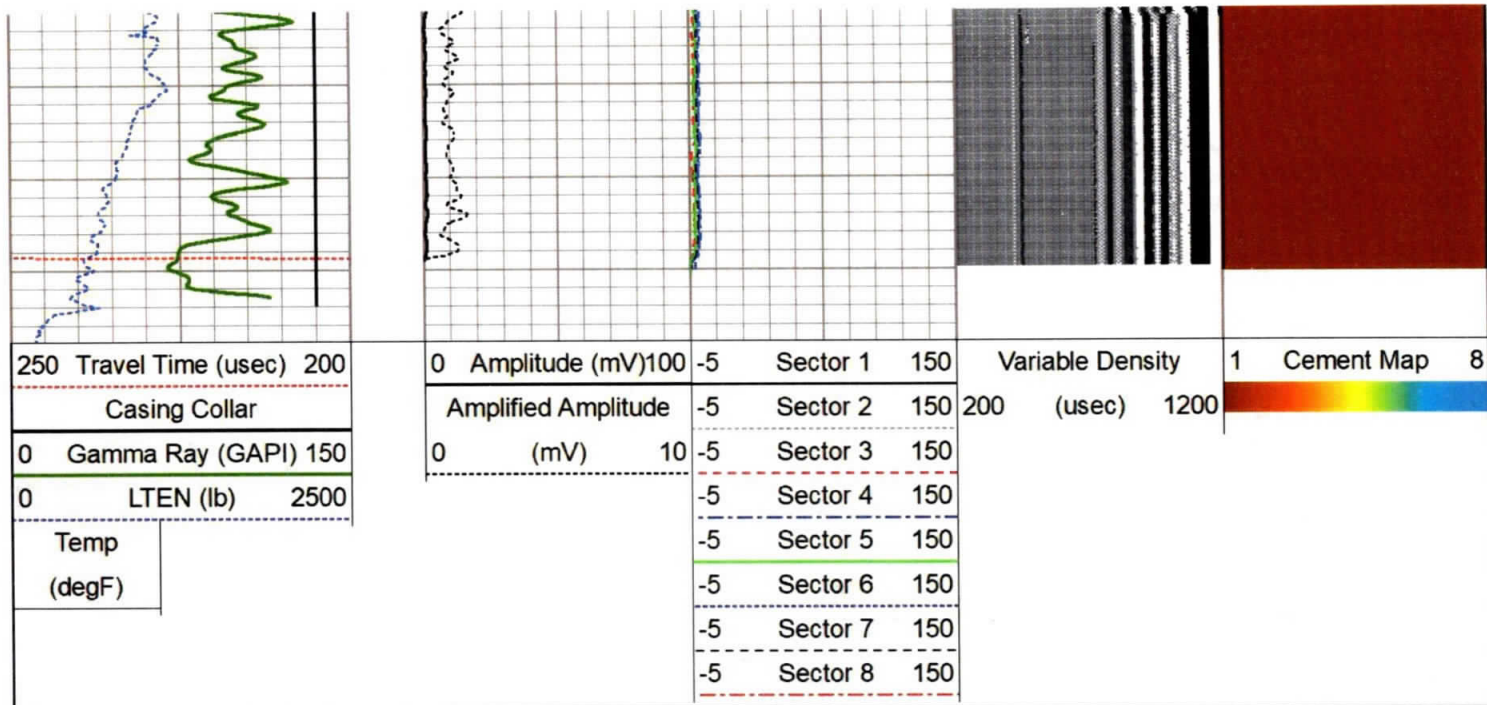 250 Travel Time (usec) 200
Casing Collar
0 Gamma Ray (GAPI) 150
0 LTEN (lb) 2500
Temp
(degF)
0 Amplitude (mV)100
Amplified Amplitude
0 (mV) 10
-5 Sector 1 150
-5 Sector 2 150
-5 Sector 3 150
-5 Sector 4 150
-5 Sector 5 150
-5 Sector 6 150
-5 Sector 7 150
-5 Sector 8 150
Variable Density
200 (usec) 1200
1 Cement Map 8